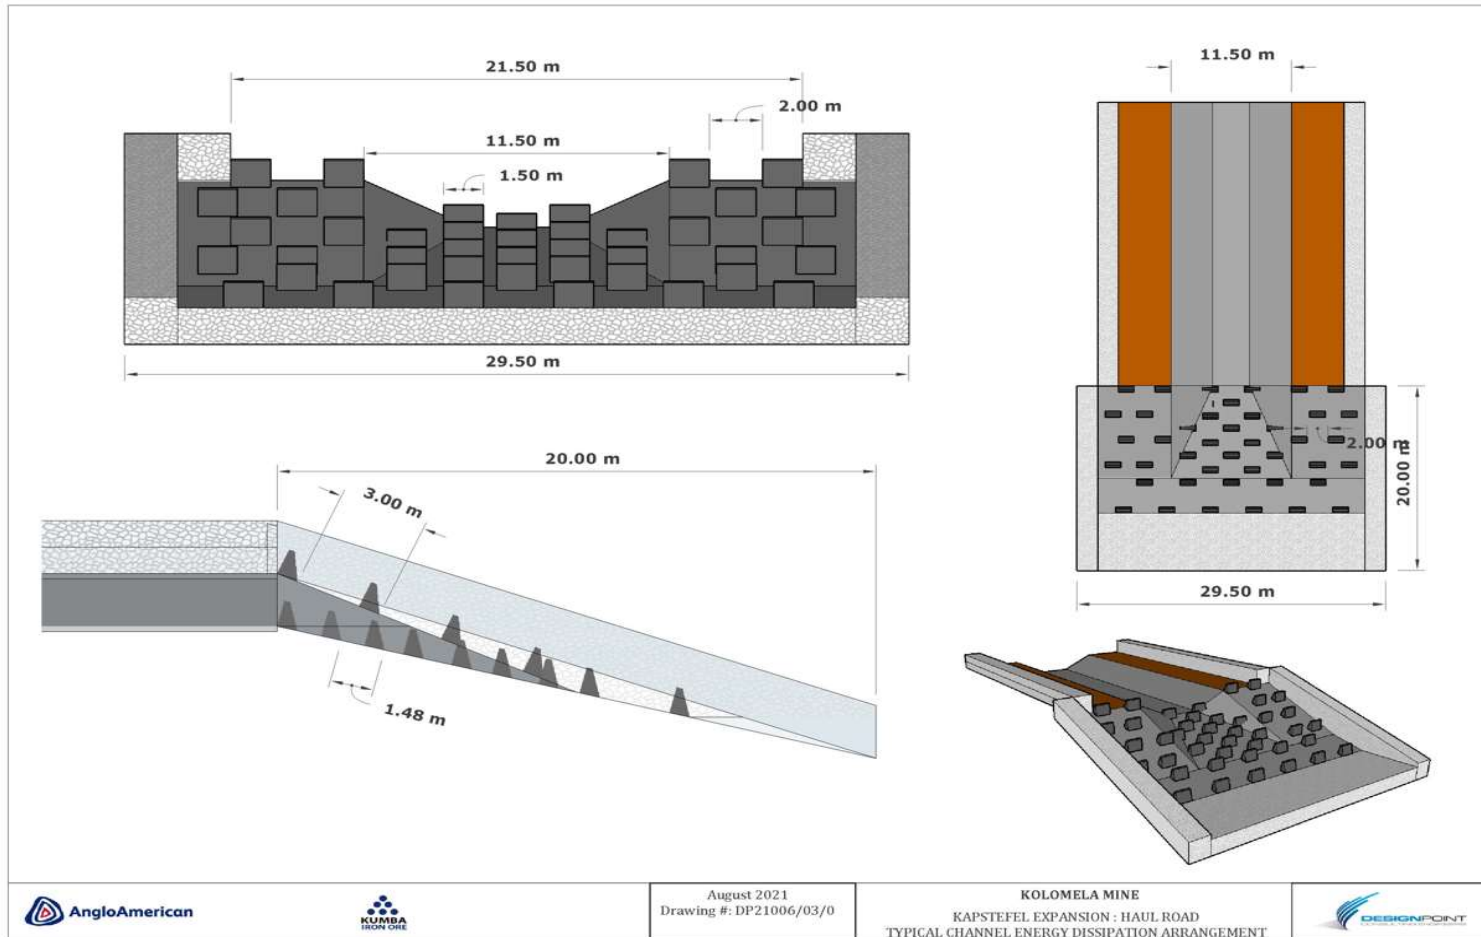 21.50 m
2.00 m
11.50 m
1.50 m
29.50 m
11.50 m
2.00 m
20.00 m
29.50 m
20.00 m
3.00 m
1.48 m
AngloAmerican
KUMBA
IRON ORE
August 2021
Drawing #: DP21006/03/0
KOLOMELA MINE
KAPSTEFEL EXPANSION : HAUL ROAD
TYPICAL CHANNEL ENERGY DISSIPATION ARRANGEMENT
DESIGNPOINT
CONSULTING ENGINEERS